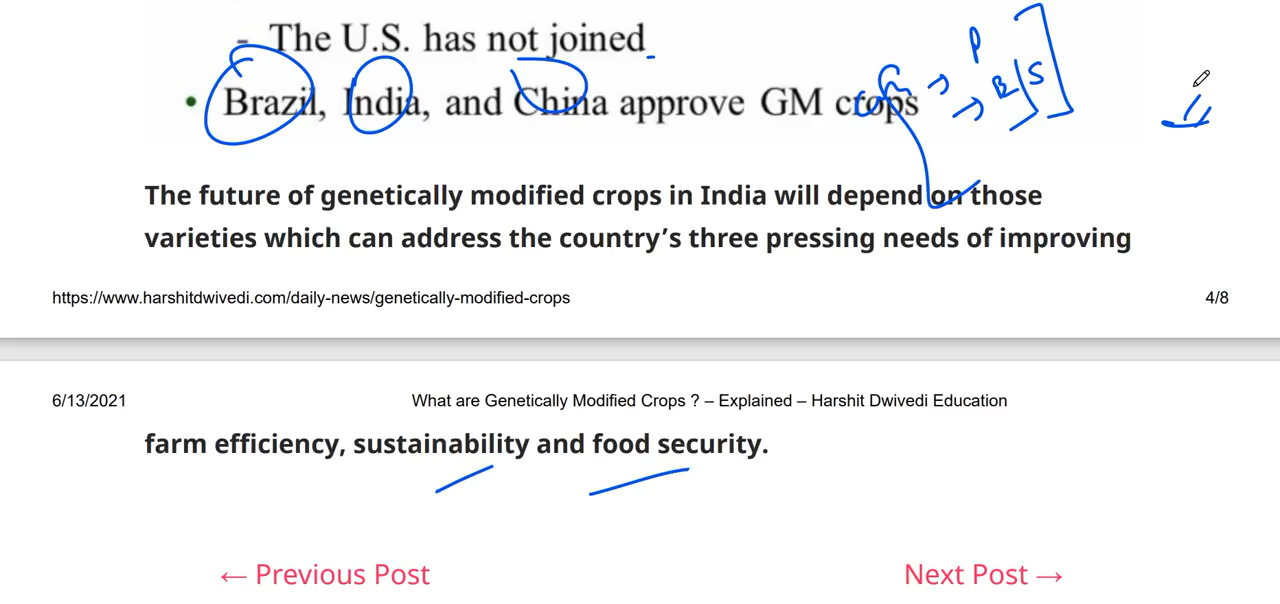 - The U.S. has not joined
• Brazil, India, and China approve GM crops
P
B/S
The future of genetically modified crops in India will depend on those
varieties which can address the country’s three pressing needs of improving
https://www.harshitdwivedi.com/daily-news/genetically-modified-crops 4/8
6/13/2021 What are Genetically Modified Crops ? – Explained – Harshit Dwivedi Education
farm efficiency, sustainability and food security.
← Previous Post Next Post →